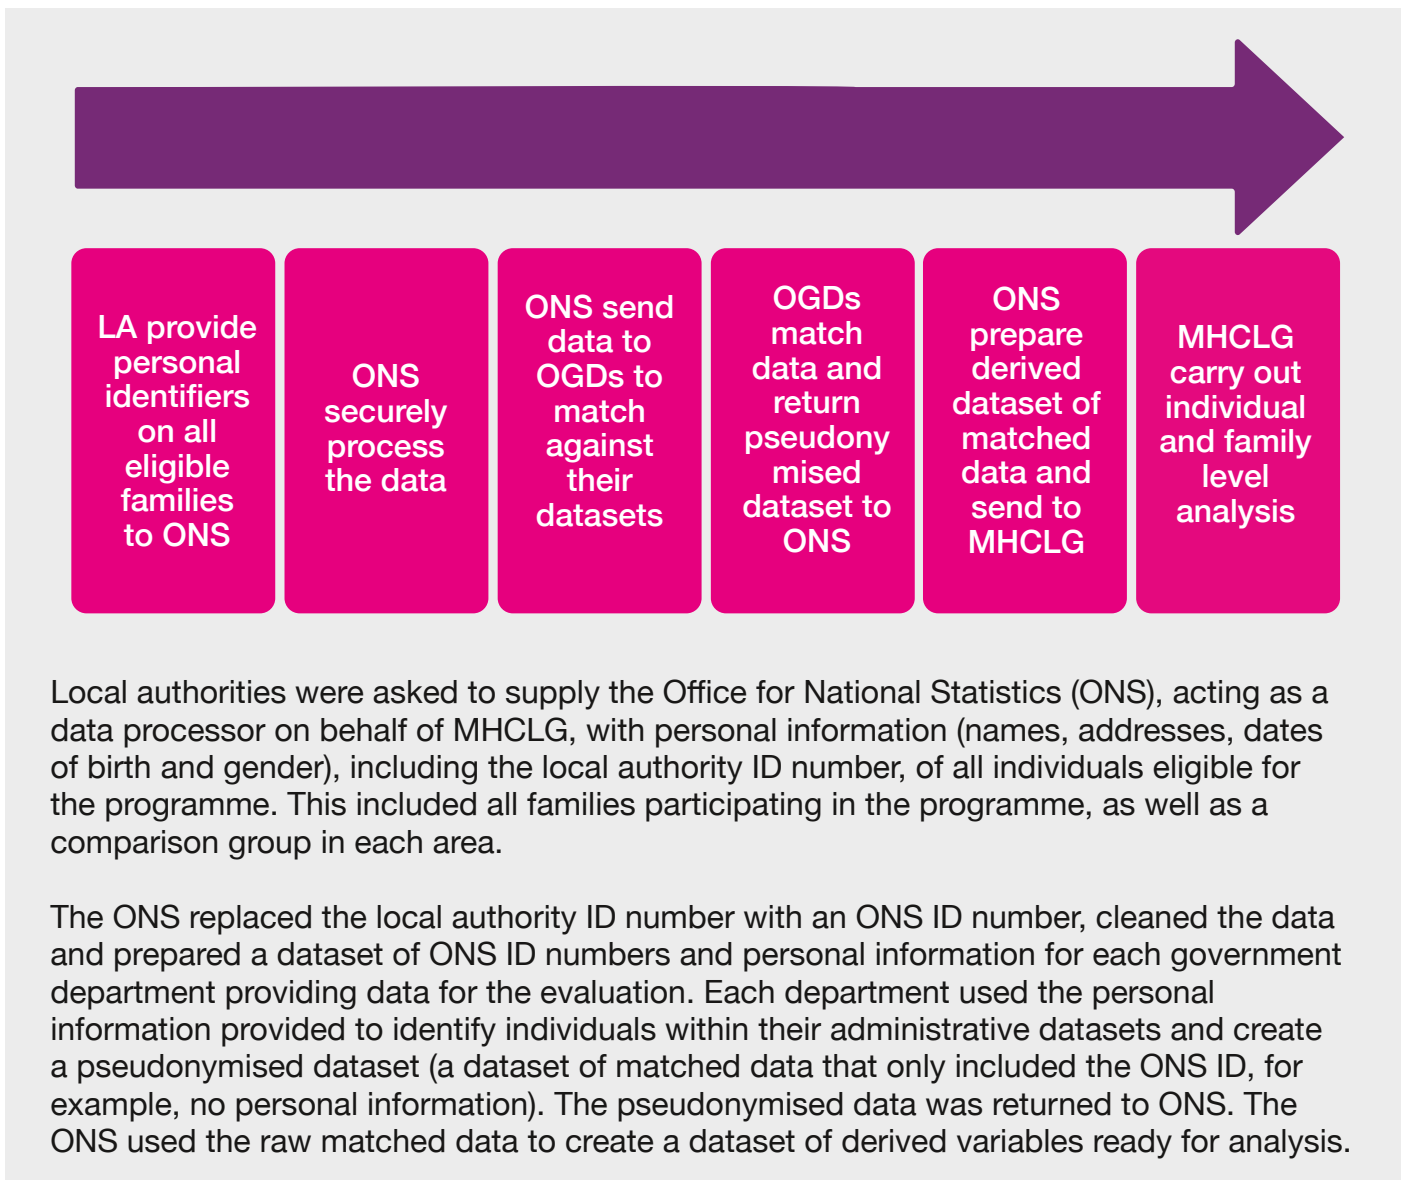 LA provide
personal
identifiers
on all
eligible
families
to ONS
ONS
securely
process
the data
ONS send
data to
OGDs to
match
against
their
datasets
OGDs
match
data and
return
pseudony
mised
dataset to
ONS
ONS
prepare
derived
dataset of
matched
data and
send to
MHCLG
MHCLG
carry out
individual
and family
level
analysis
Local authorities were asked to supply the Office for National Statistics (ONS), acting as a
data processor on behalf of MHCLG, with personal information (names, addresses, dates
of birth and gender), including the local authority ID number, of all individuals eligible for
the programme. This included all families participating in the programme, as well as a
comparison group in each area.
The ONS replaced the local authority ID number with an ONS ID number, cleaned the data
and prepared a dataset of ONS ID numbers and personal information for each government
department providing data for the evaluation. Each department used the personal
information provided to identify individuals within their administrative datasets and create
a pseudonymised dataset (a dataset of matched data that only included the ONS ID, for
example, no personal information). The pseudonymised data was returned to ONS. The
ONS used the raw matched data to create a dataset of derived variables ready for analysis.